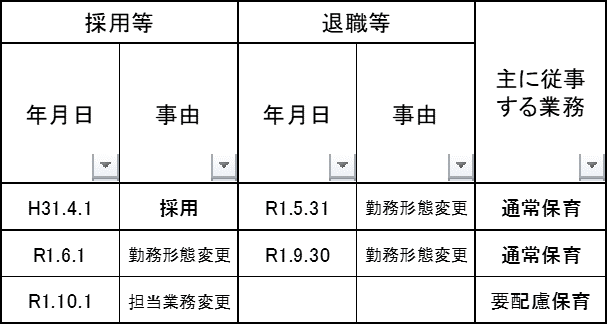 採用等 退職等
主に従事
する業務
年月日 事由 年月日 事由
H31.4.1 採用 R1.5.31 勤務形態変更 通常保育
R1.6.1 勤務形態変更 R1.9.30 勤務形態変更 通常保育
R1.10.1 担当業務変更 要配慮保育